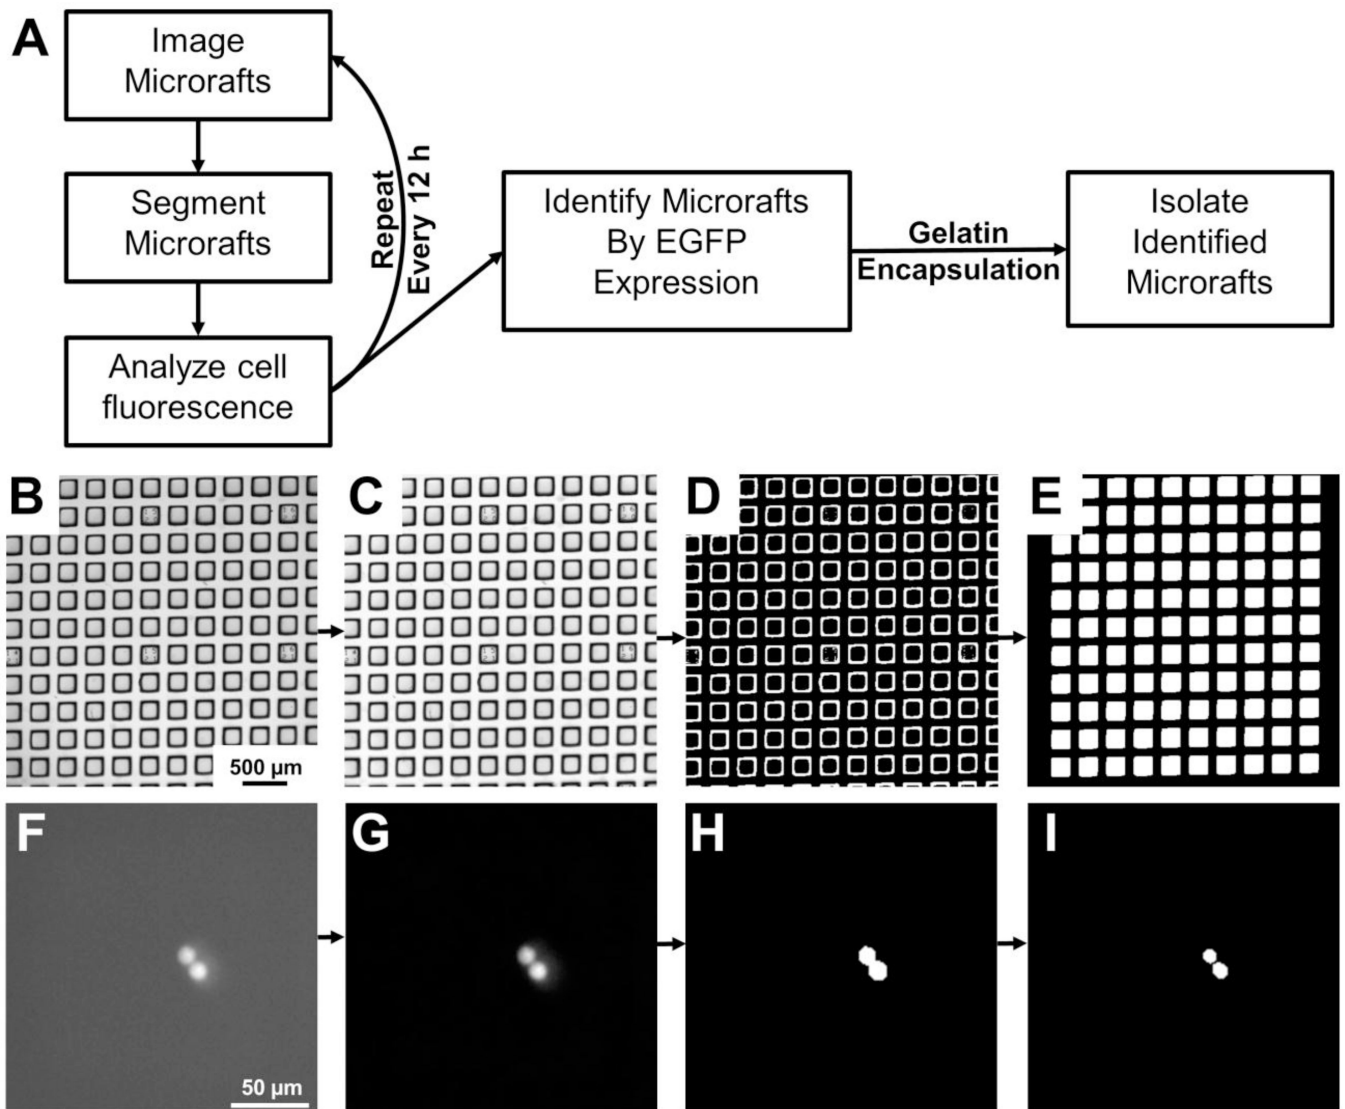 A
Image
Microrafts
Segment
Microrafts
Analyze cell
fluorescence
Repeat
Every 12 h
Identify Microrafts
By EGFP
Expression
Gelatin
Encapsulation
Isolate
Identified
Microrafts
B
C
D
E
500 µm
F
G
H
I
50 µm